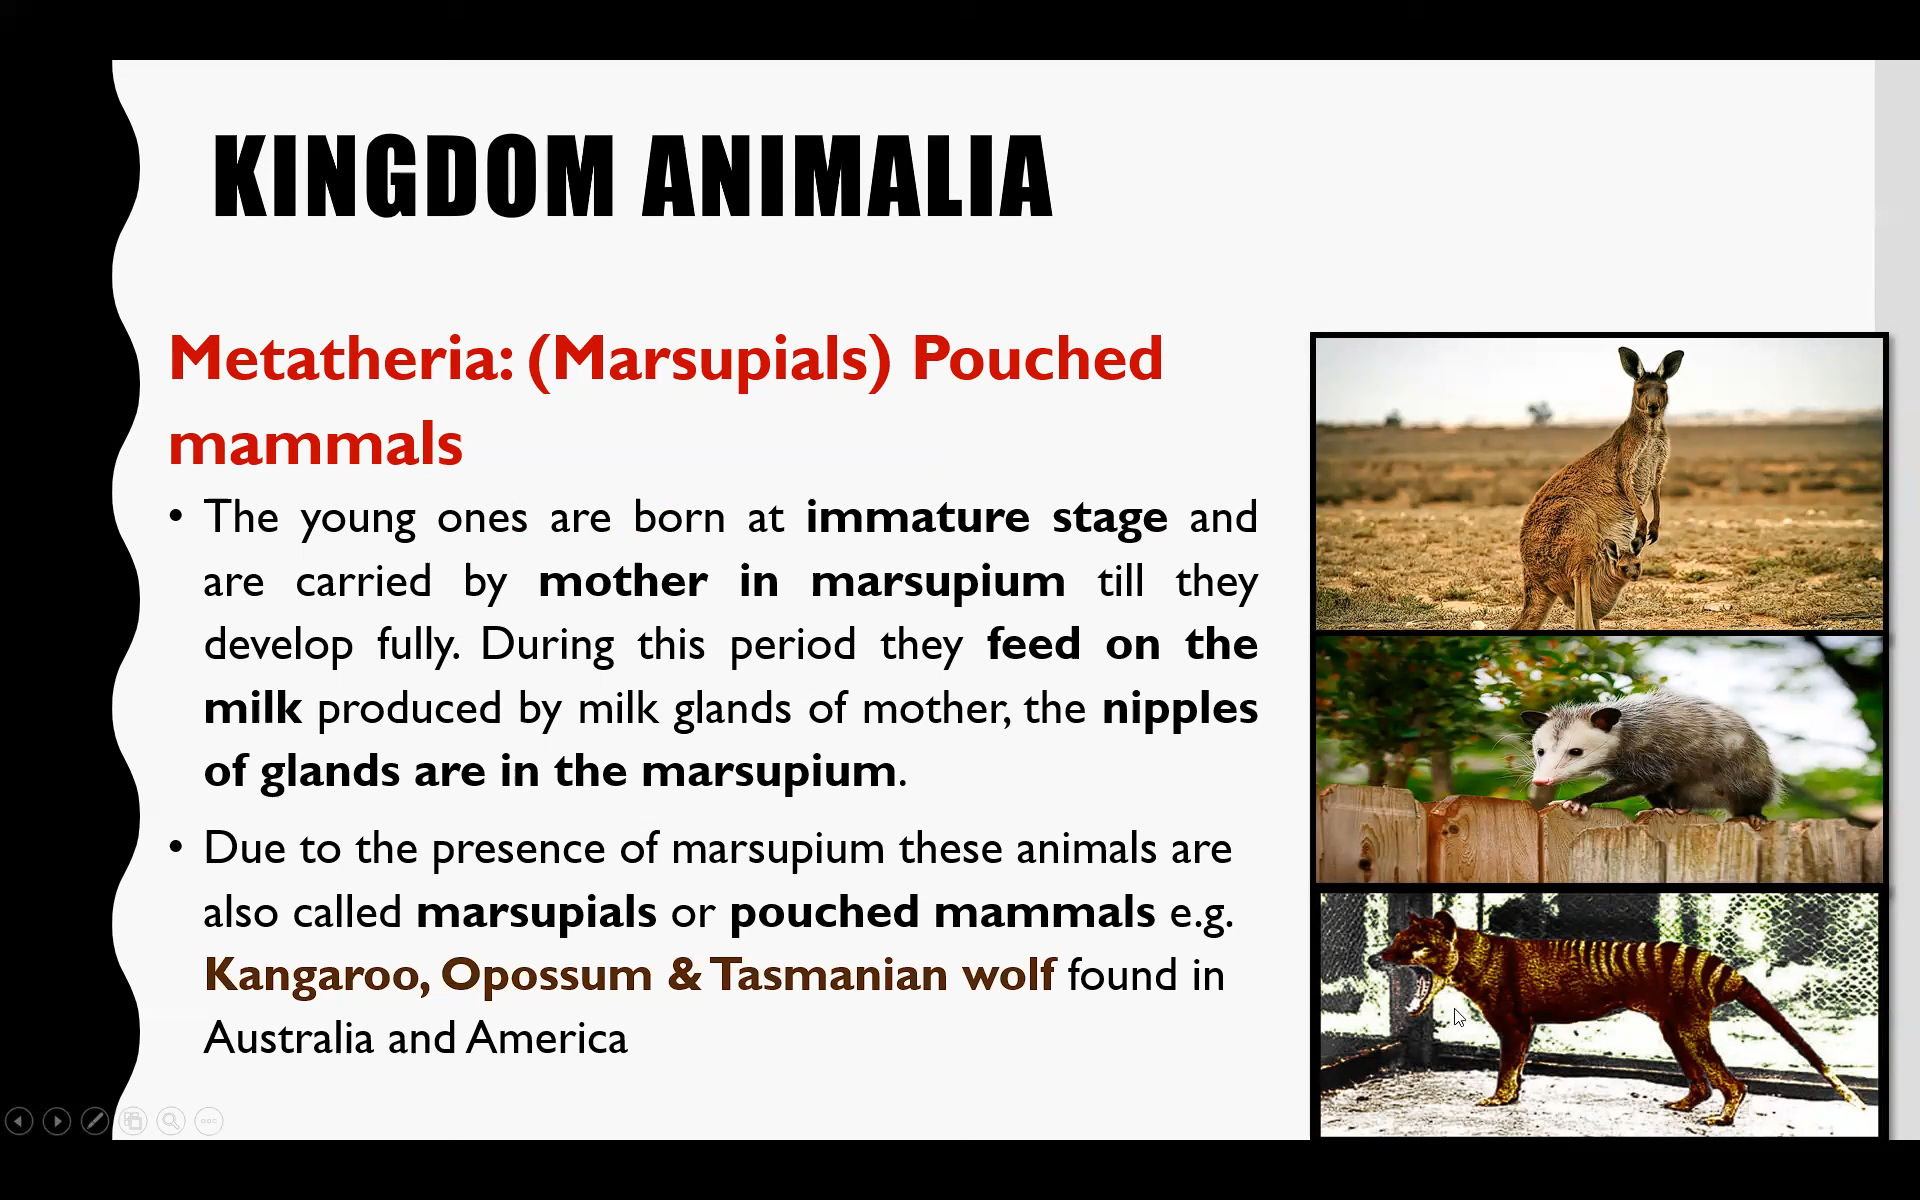 KINGDOM ANIMALIA
Metatheria: (Marsupials) Pouched
mammals
• The young ones are born at immature stage and
are carried by mother in marsupium till they
develop fully. During this period they feed on the
milk produced by milk glands of mother, the nipples
of glands are in the marsupium.
• Due to the presence of marsupium these animals are
also called marsupials or pouched mammals e.g.
Kangaroo, Opossum & Tasmanian wolf found in
Australia and America